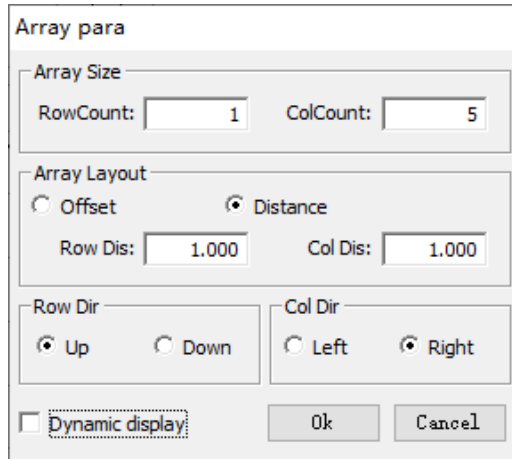 Array para
Array Size
RowCount: 1 ColCount: 5
Array Layout
Offset Distance
Row Dis: 1.000 Col Dis: 1.000
Row Dir Col Dir
Up Down Left Right
Dynamic display Ok Cancel